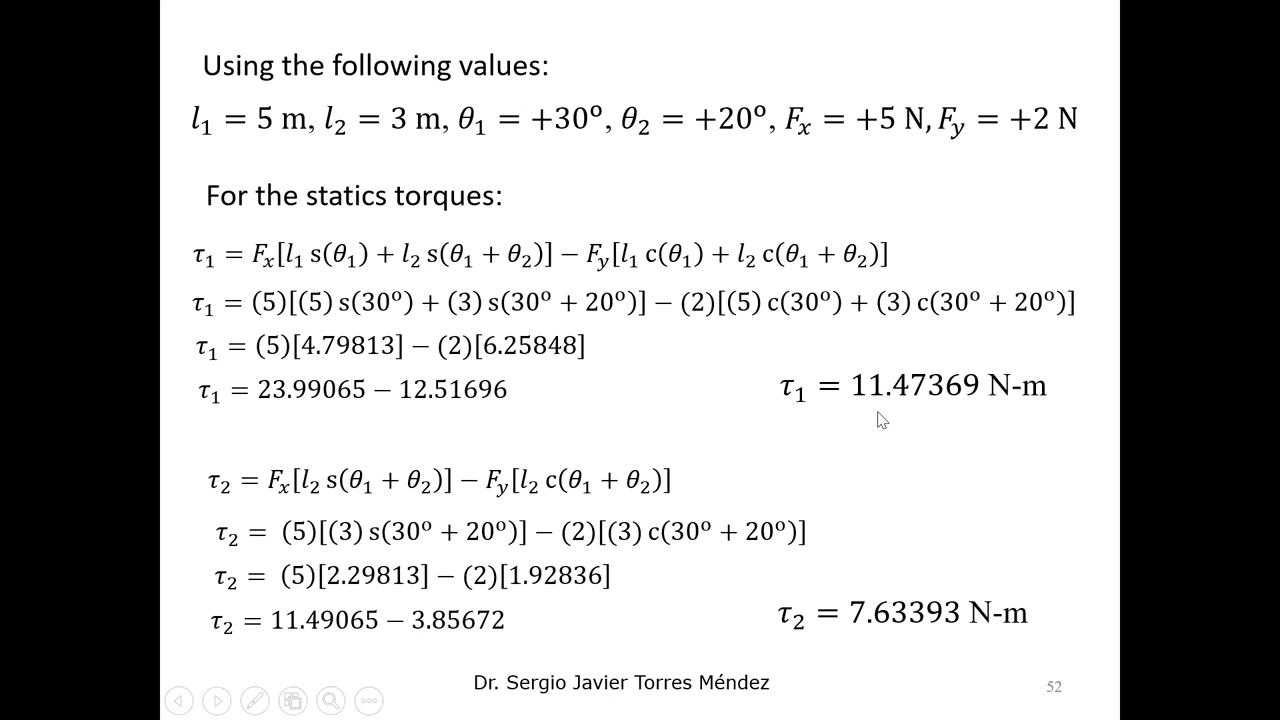 Using the following values:
l₁ = 5 m, l₂ = 3 m, θ₁ = +30º, θ₂ = +20º, Fₓ = +5 N, F_y = +2 N
For the statics torques:
τ₁ = Fₓ[l₁ s(θ₁) + l₂ s(θ₁ + θ₂)] − F_y[l₁ c(θ₁) + l₂ c(θ₁ + θ₂)]
τ₁ = (5)[(5) s(30º) + (3) s(30º + 20º)] − (2)[(5) c(30º) + (3) c(30º + 20º)]
τ₁ = (5)[4.79813] − (2)[6.25848]
τ₁ = 23.99065 − 12.51696
τ₁ = 11.47369 N-m
τ₂ = Fₓ[l₂ s(θ₁ + θ₂)] − F_y[l₂ c(θ₁ + θ₂)]
τ₂ = (5)[(3) s(30º + 20º)] − (2)[(3) c(30º + 20º)]
τ₂ = (5)[2.29813] − (2)[1.92836]
τ₂ = 11.49065 − 3.85672
τ₂ = 7.63393 N-m
Dr. Sergio Javier Torres Méndez
52